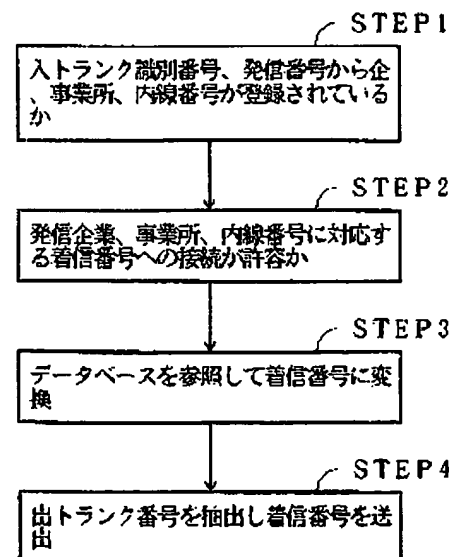 STEP1
入トランク識別番号、発信番号から企
、事業所、内線番号が登録されている
か
STEP2
発信企業、事業所、内線番号に対応す
る着信番号への接続が許容か
STEP3
データベースを参照して着信番号に変
換
STEP4
出トランク番号を抽出し着信番号を送
出